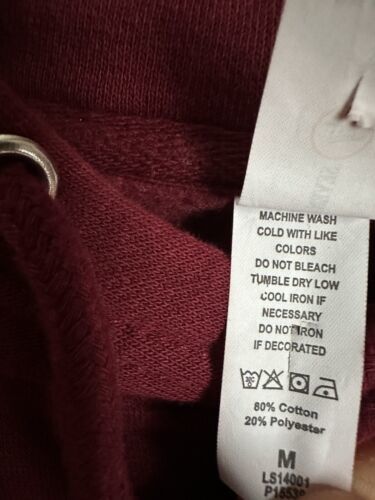 MACHINE WASH
COLD WITH LIKE
COLORS
DO NOT BLEACH
TUMBLE DRY LOW
COOL IRON IF
NECESSARY
DO NOT IRON
IF DECORATED
80% Cotton
20% Polyester
M
LS14001